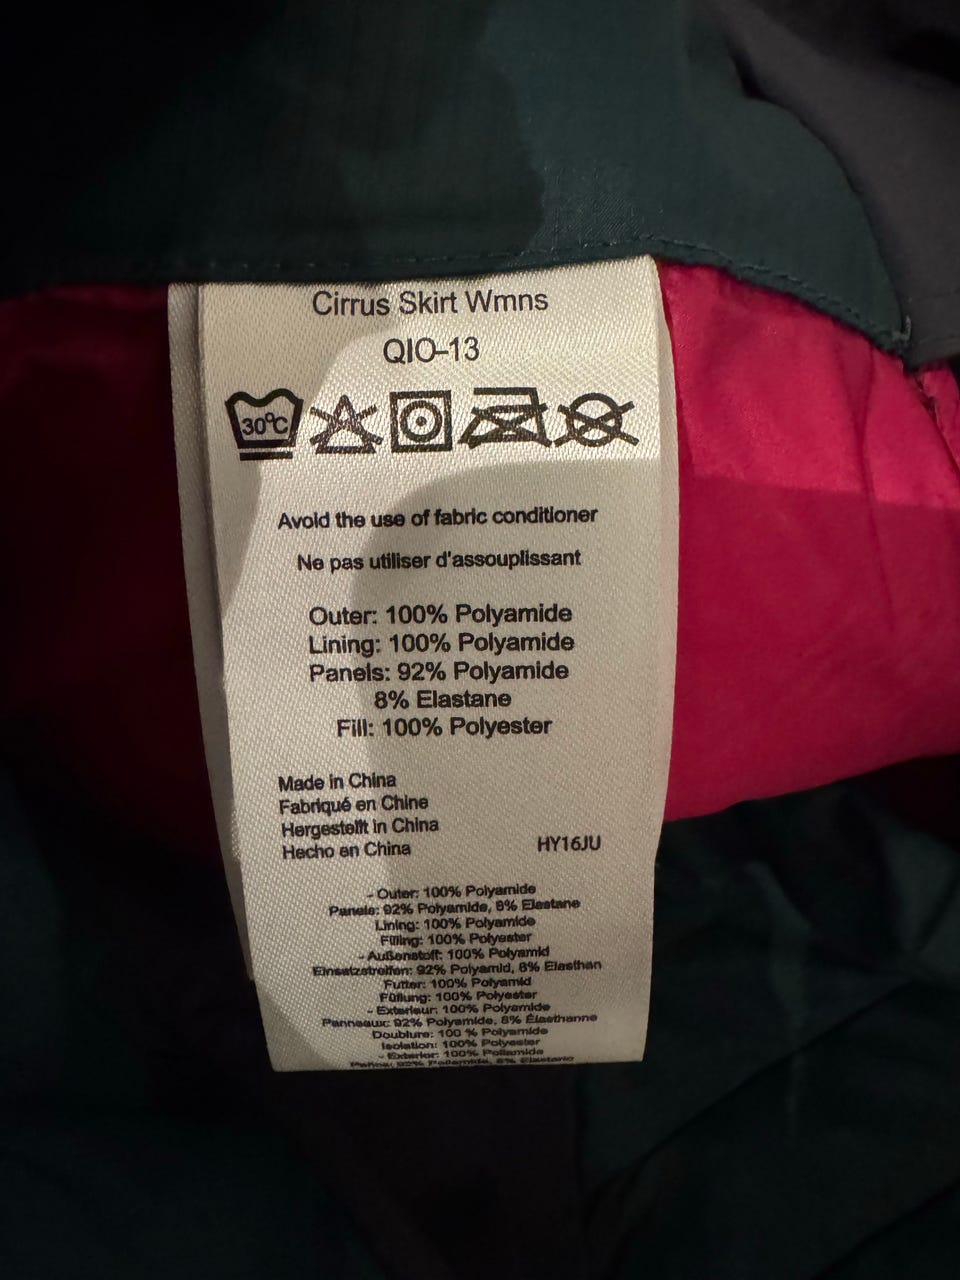 Cirrus Skirt Wmns
QIO-13
30°C
Avoid the use of fabric conditioner
Ne pas utiliser d'assouplissant
Outer: 100% Polyamide
Lining: 100% Polyamide
Panels: 92% Polyamide
8% Elastane
Fill: 100% Polyester
Made in China
Fabriqué en Chine
Hergestellt in China
Hecho en China
HY16JU
- Outer: 100% Polyamide
Panels: 92% Polyamide, 8% Elastane
Lining: 100% Polyamide
Filling: 100% Polyester
- Außenstoff: 100% Polyamid
Einsatzstreifen: 92% Polyamid, 8% Elasthan
Futter: 100% Polyamid
Füllung: 100% Polyester
- Exterieur: 100% Polyamide
Panneaux: 92% Polyamide, 8% Élasthanne
Doublure: 100 % Polyamide
Isolation: 100% Polyester
- Exterior: 100% Poliamida
92% Poliamida, 8%